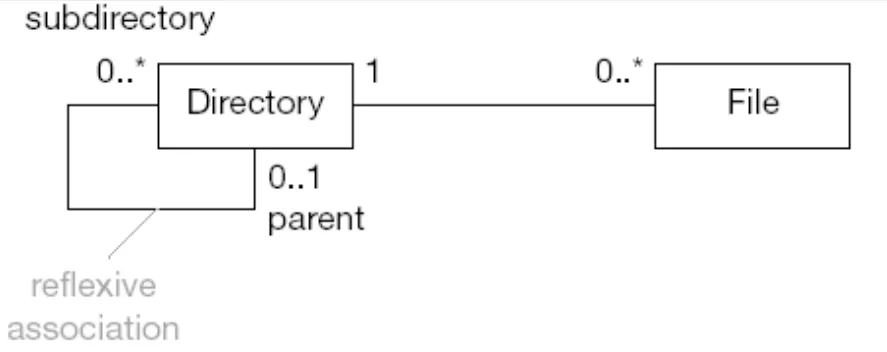 subdirectory
0..*
1
0..*
Directory
File
0..1
parent
reflexive
association